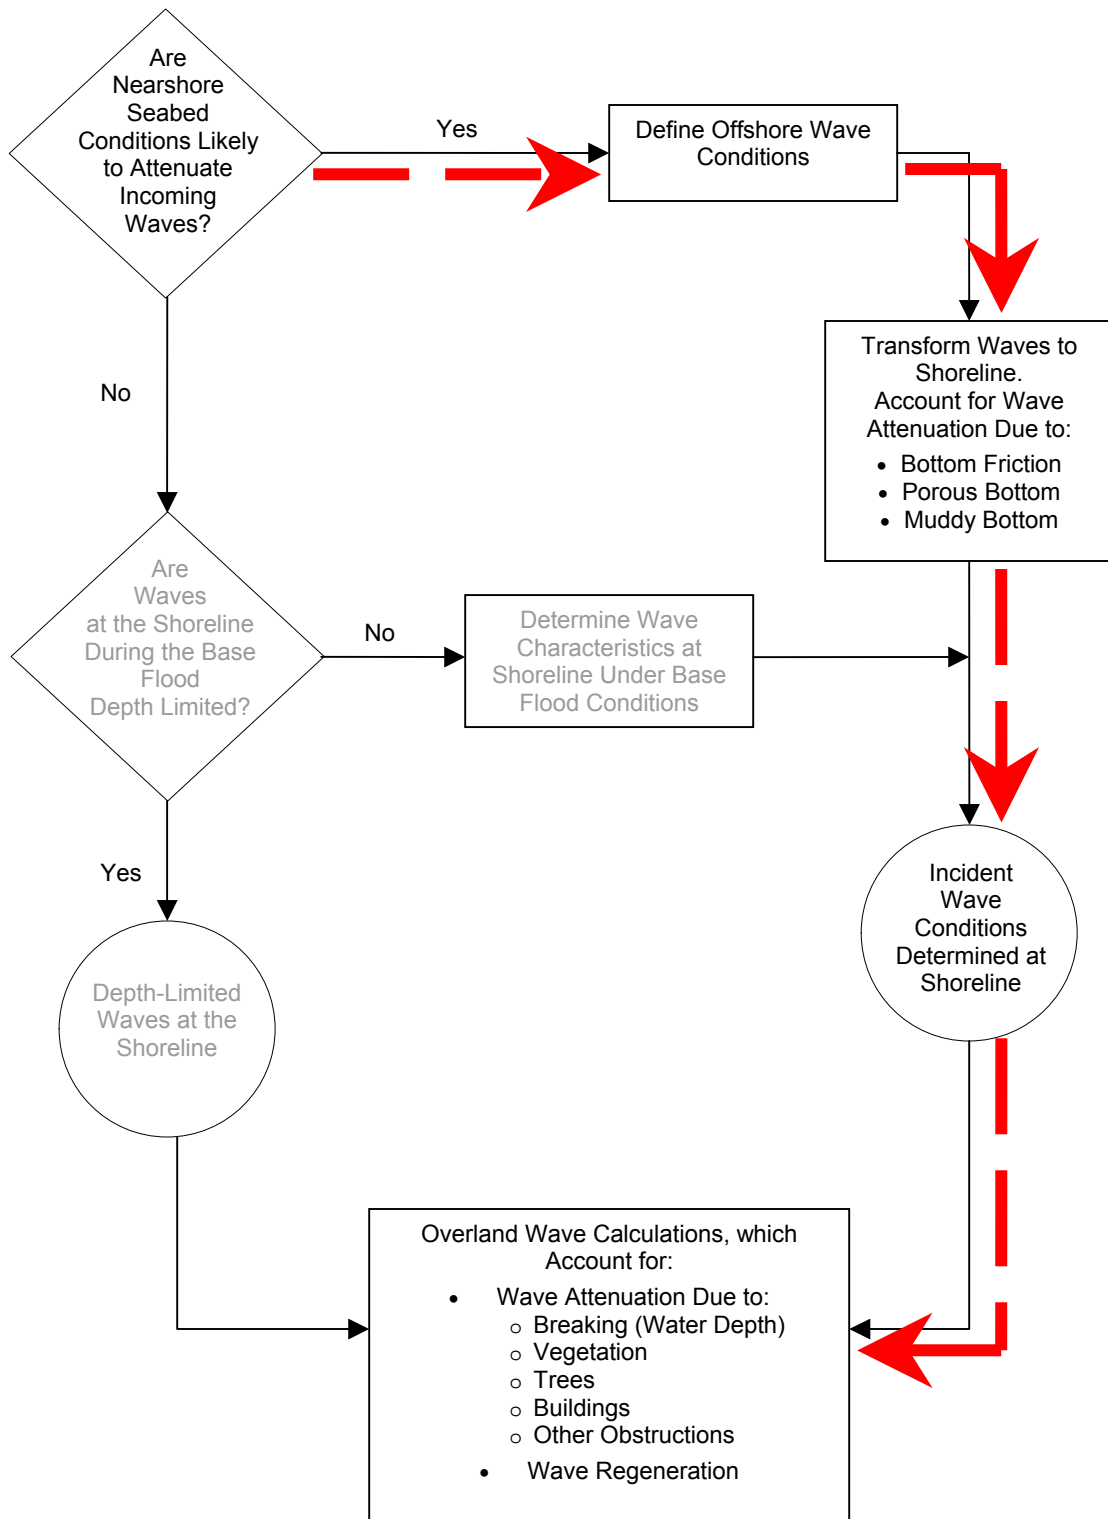 Are
Nearshore
Seabed
Conditions Likely
to Attenuate
Incoming
Waves?
Yes
Define Offshore Wave
Conditions
Transform Waves to
Shoreline.
Account for Wave
Attenuation Due to:
• Bottom Friction
• Porous Bottom
• Muddy Bottom
No
Are
Waves
at the Shoreline
During the Base
Flood
Depth Limited?
No
Determine Wave
Characteristics at
Shoreline Under Base
Flood Conditions
Yes
Incident
Wave
Conditions
Determined at
Shoreline
Depth-Limited
Waves at the
Shoreline
Overland Wave Calculations, which
Account for:
• Wave Attenuation Due to:
o Breaking (Water Depth)
o Vegetation
o Trees
o Buildings
o Other Obstructions
• Wave Regeneration